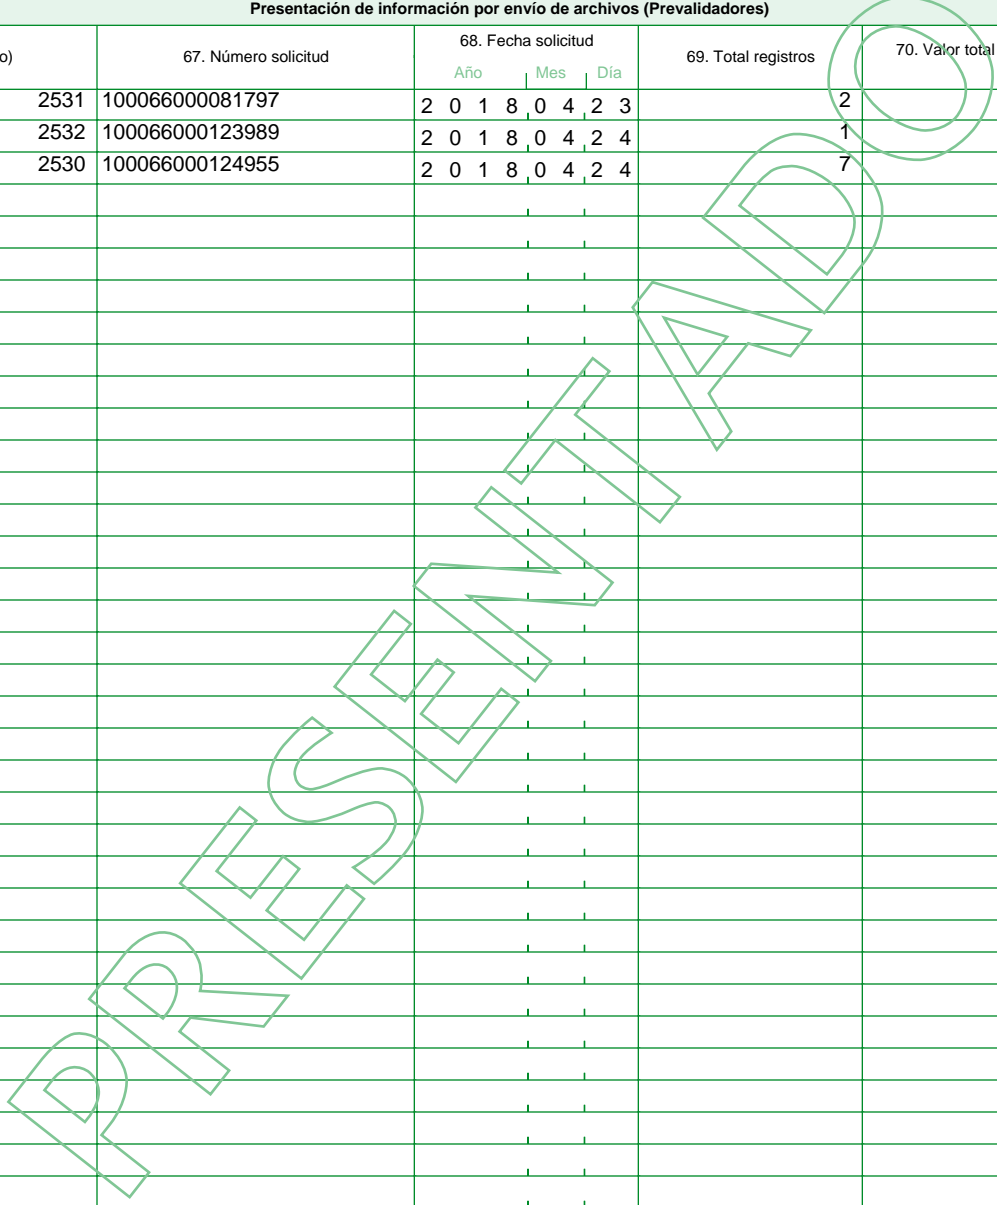 Presentación de información por envío de archivos (Prevalidadores)
o) 67. Número solicitud 68. Fecha solicitud 69. Total registros 70. Valor total
Año Mes Día
2531 100066000081797 2 0 1 8 0 4 2 3 2
2532 100066000123989 2 0 1 8 0 4 2 4 1
2530 100066000124955 2 0 1 8 0 4 2 4 7
PRESENTADO